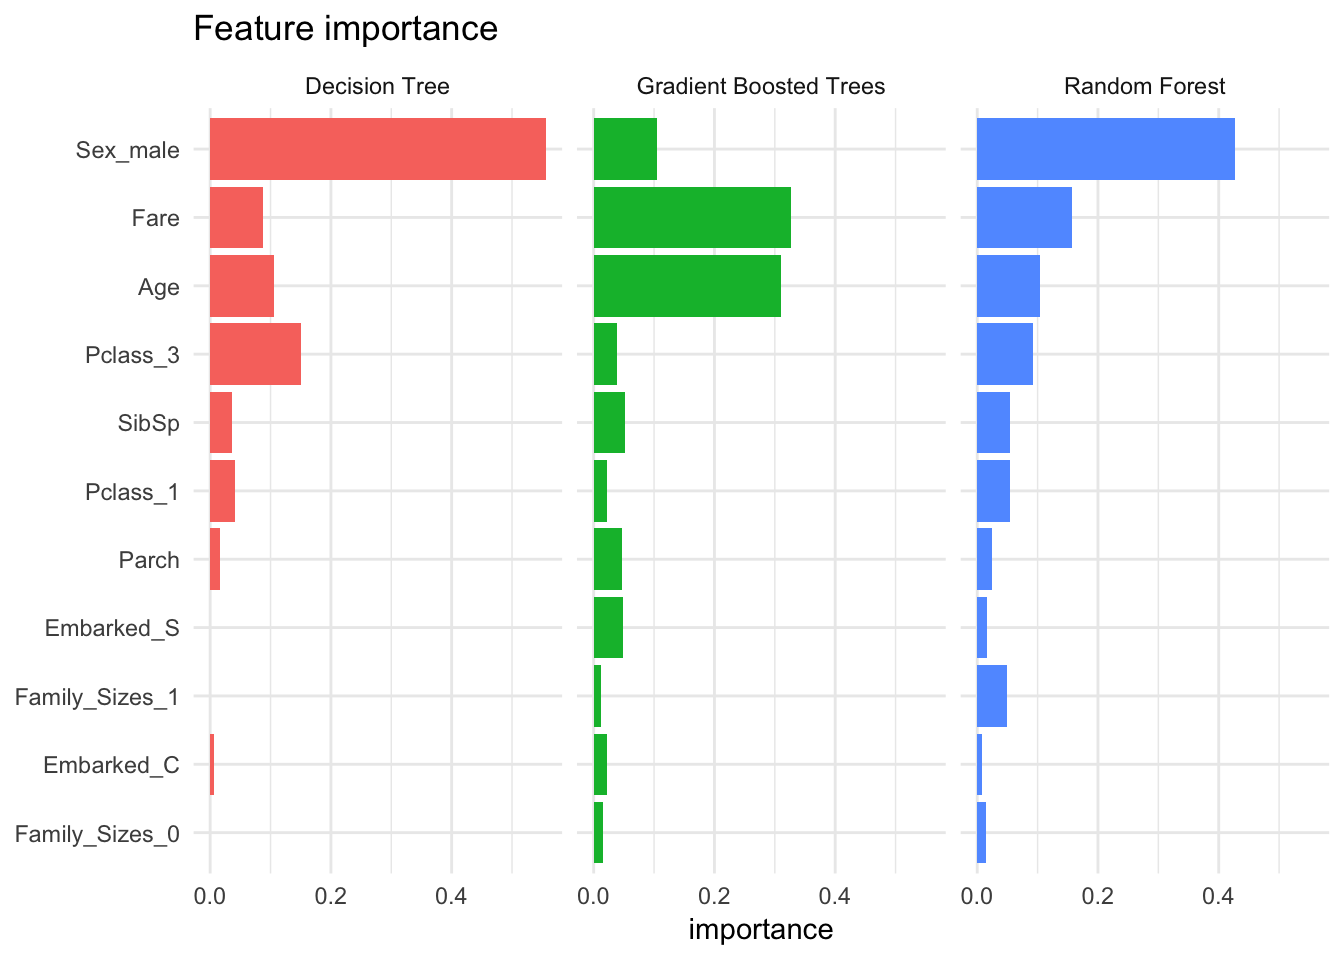 Feature importance
Decision Tree
Gradient Boosted Trees
Random Forest
Sex_male
Fare
Age
Pclass_3
SibSp
Pclass_1
Parch
Embarked_S
Family_Sizes_1
Embarked_C
Family_Sizes_0
0.0 0.2 0.4
0.0 0.2 0.4
0.0 0.2 0.4
importance